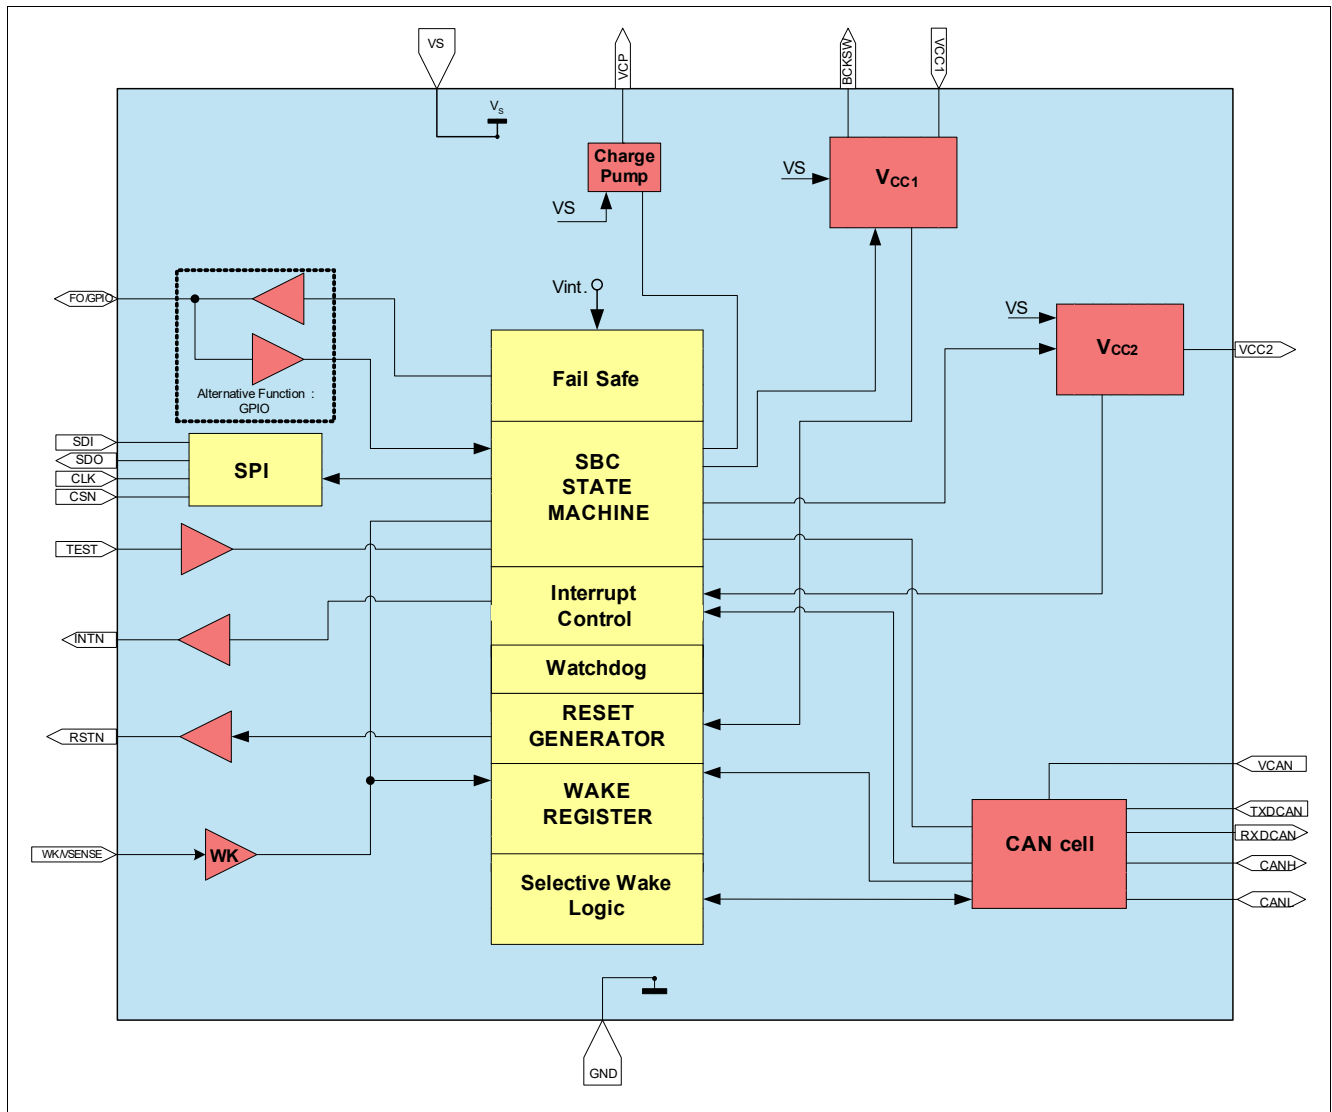 VS
VCP
BCKSW
VCC1
Vs
Charge
Pump
VS
VS
VCC1
Vint.
FO/GPIO
Alternative Function :
GPIO
Fail Safe
VS
VCC2
VCC2
SDI
SDO
CLK
CSN
SPI
SBC
STATE
MACHINE
TEST
Interrupt
Control
INTN
Watchdog
RESET
GENERATOR
RSTN
WAKE
REGISTER
WK/VSENSE
WK
Selective Wake
Logic
CAN cell
VCAN
TXDCAN
RXDCAN
CANH
CANL
GND